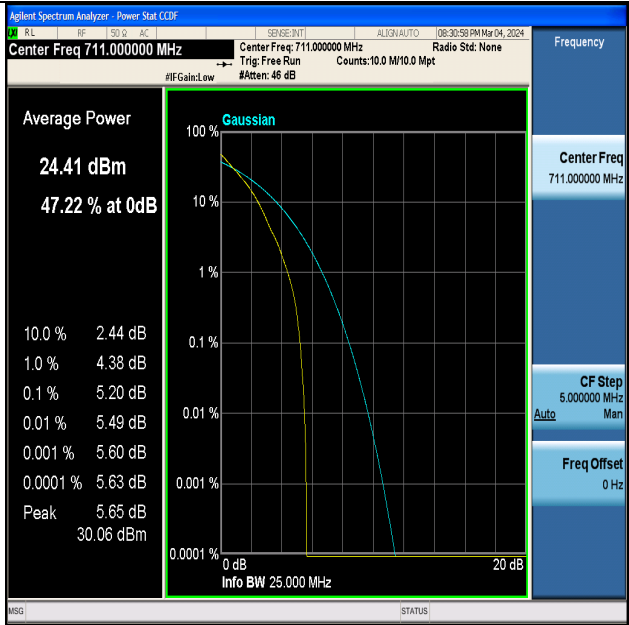 Agilent Spectrum Analyzer - Power Stat CCDF
LXI RL RF 50 Ω AC SENSE:INT ALIGN AUTO 08:30:58 PM Mar 04, 2024
Center Freq 711.000000 MHz
Center Freq: 711.000000 MHz Radio Std: None
Trig: Free Run Counts:10.0 M/10.0 Mpt
#IFGain:Low #Atten: 46 dB
Frequency
Average Power
24.41 dBm
47.22 % at 0dB
10.0 % 2.44 dB
1.0 % 4.38 dB
0.1 % 5.20 dB
0.01 % 5.49 dB
0.001 % 5.60 dB
0.0001 % 5.63 dB
Peak 5.65 dB
30.06 dBm
Gaussian
100 %
10 %
1 %
0.1 %
0.01 %
0.001 %
0.0001 %
0 dB 20 dB
Info BW 25.000 MHz
Center Freq
711.000000 MHz
CF Step
5.000000 MHz
Auto Man
Freq Offset
0 Hz
MSG STATUS